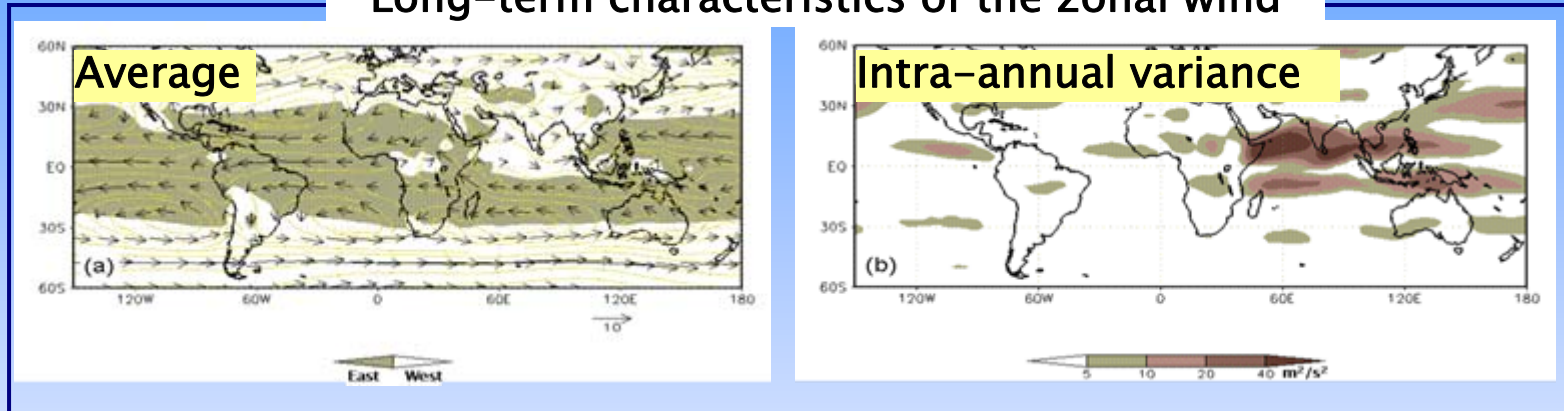 Long-term characteristics of the zonal wind
Average
60N
30N
EQ
30S
60S
(a)
120W 60W 0 60E 120E 180
10
East West
Intra-annual variance
60N
30N
EQ
30S
60S
(b)
120W 60W 0 60E 120E 180
5 10 20 40 m²/s²